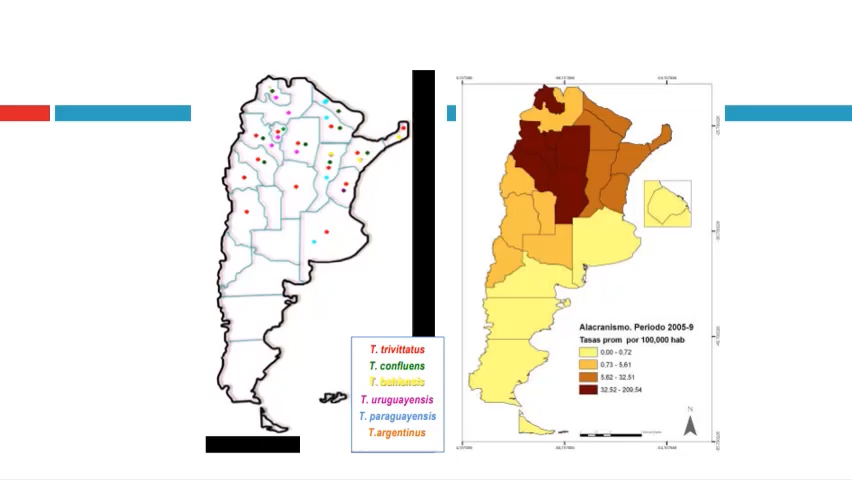 T. trivittatus
T. confluens
T. bahiensis
T. uruguayensis
T. paraguayensis
T.argentinus
Alacranismo. Período 2005-9
Tasas prom por 100,000 hab
0,00 - 0,72
0,73 - 5,61
5,62 - 32,51
32,52 - 209,54
N